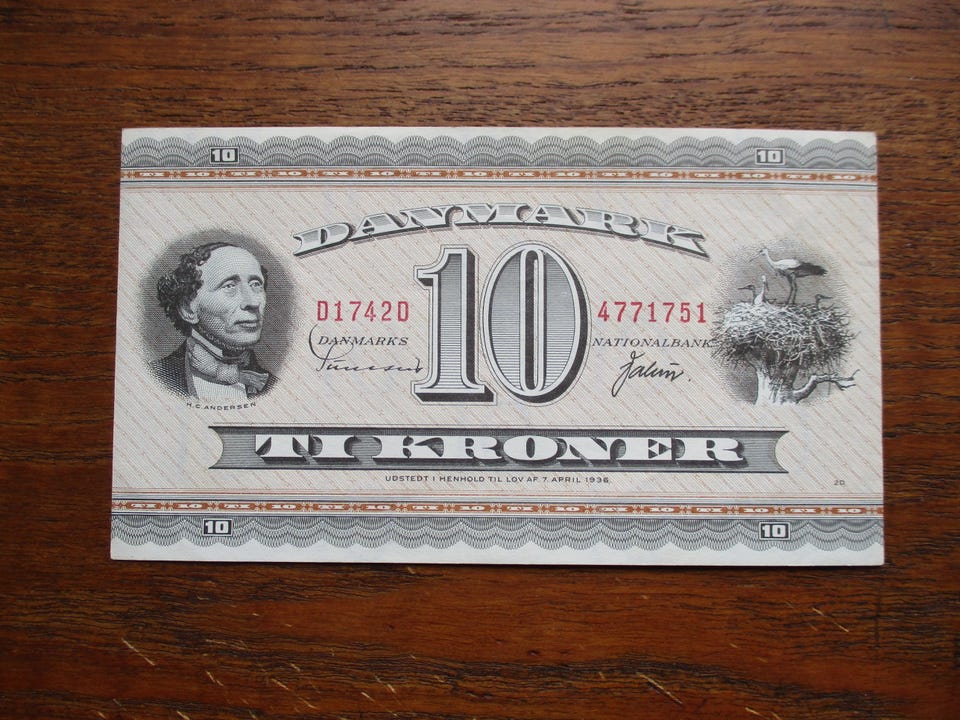 10 10
DANMARK
10
D1742D 4771751
DANMARKS NATIONALBANK
H.C. ANDERSEN
TI KRONER
UDSTEDT I HENHOLD TIL LOV AF 7. APRIL 1936
2D
10 10